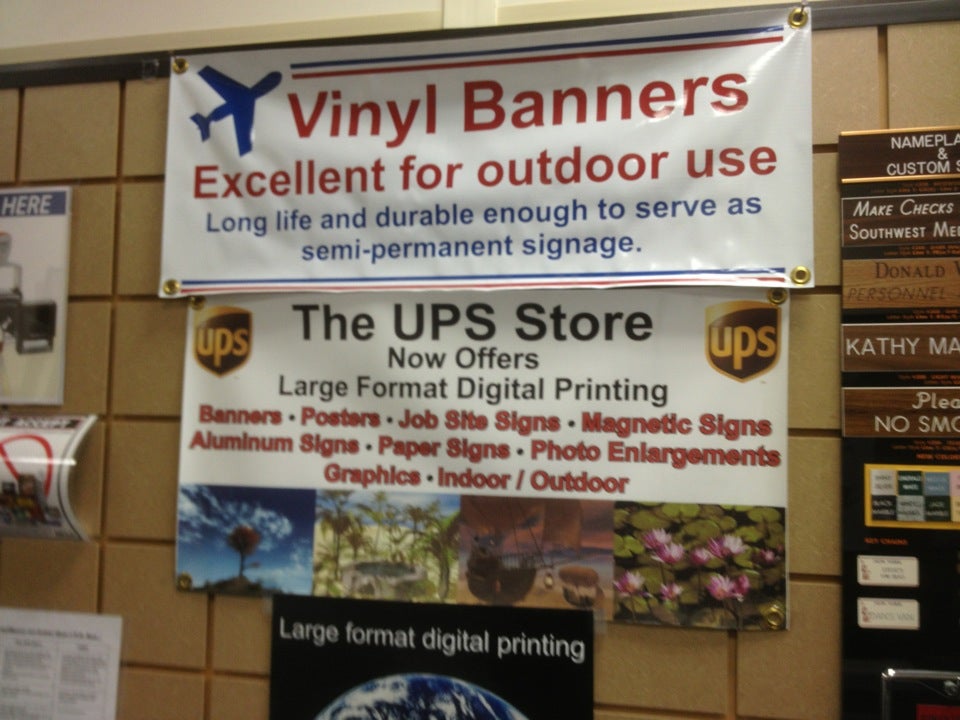 Vinyl Banners
Excellent for outdoor use
Long life and durable enough to serve as
semi-permanent signage.
ups
The UPS Store
ups
Now Offers
Large Format Digital Printing
Banners • Posters • Job Site Signs • Magnetic Signs
Aluminum Signs • Paper Signs • Photo Enlargements
Graphics • Indoor / Outdoor
Large format digital printing
HERE
NAMEPLA
&
CUSTOM S
MAKE CHECKS
SOUTHWEST ME
DONALD
PERSONNEL
KATHY MA
Plea
NO SMO
KEY CHAINS